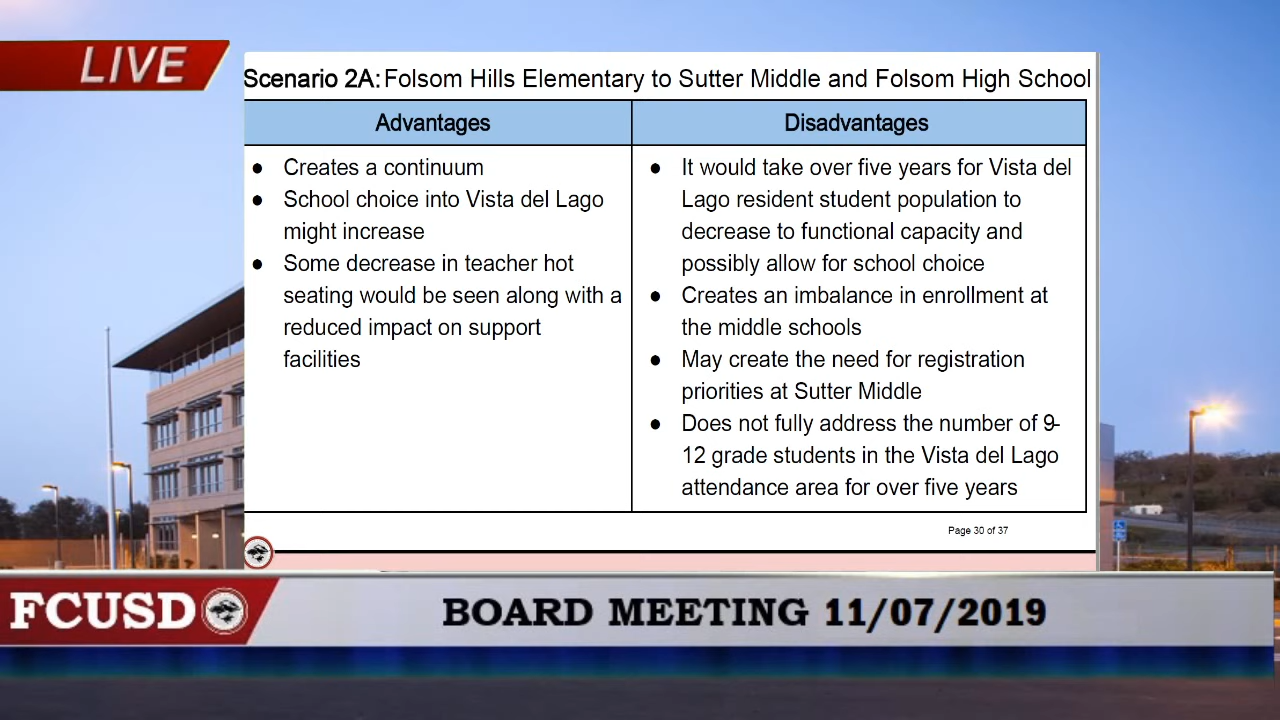 LIVE
Scenario 2A: Folsom Hills Elementary to Sutter Middle and Folsom High School
Advantages
● Creates a continuum
● School choice into Vista del Lago
might increase
● Some decrease in teacher hot
seating would be seen along with a
reduced impact on support
facilities
Disadvantages
● It would take over five years for Vista del
Lago resident student population to
decrease to functional capacity and
possibly allow for school choice
● Creates an imbalance in enrollment at
the middle schools
● May create the need for registration
priorities at Sutter Middle
● Does not fully address the number of 9-
12 grade students in the Vista del Lago
attendance area for over five years
Page 30 of 37
FCUSD
BOARD MEETING 11/07/2019